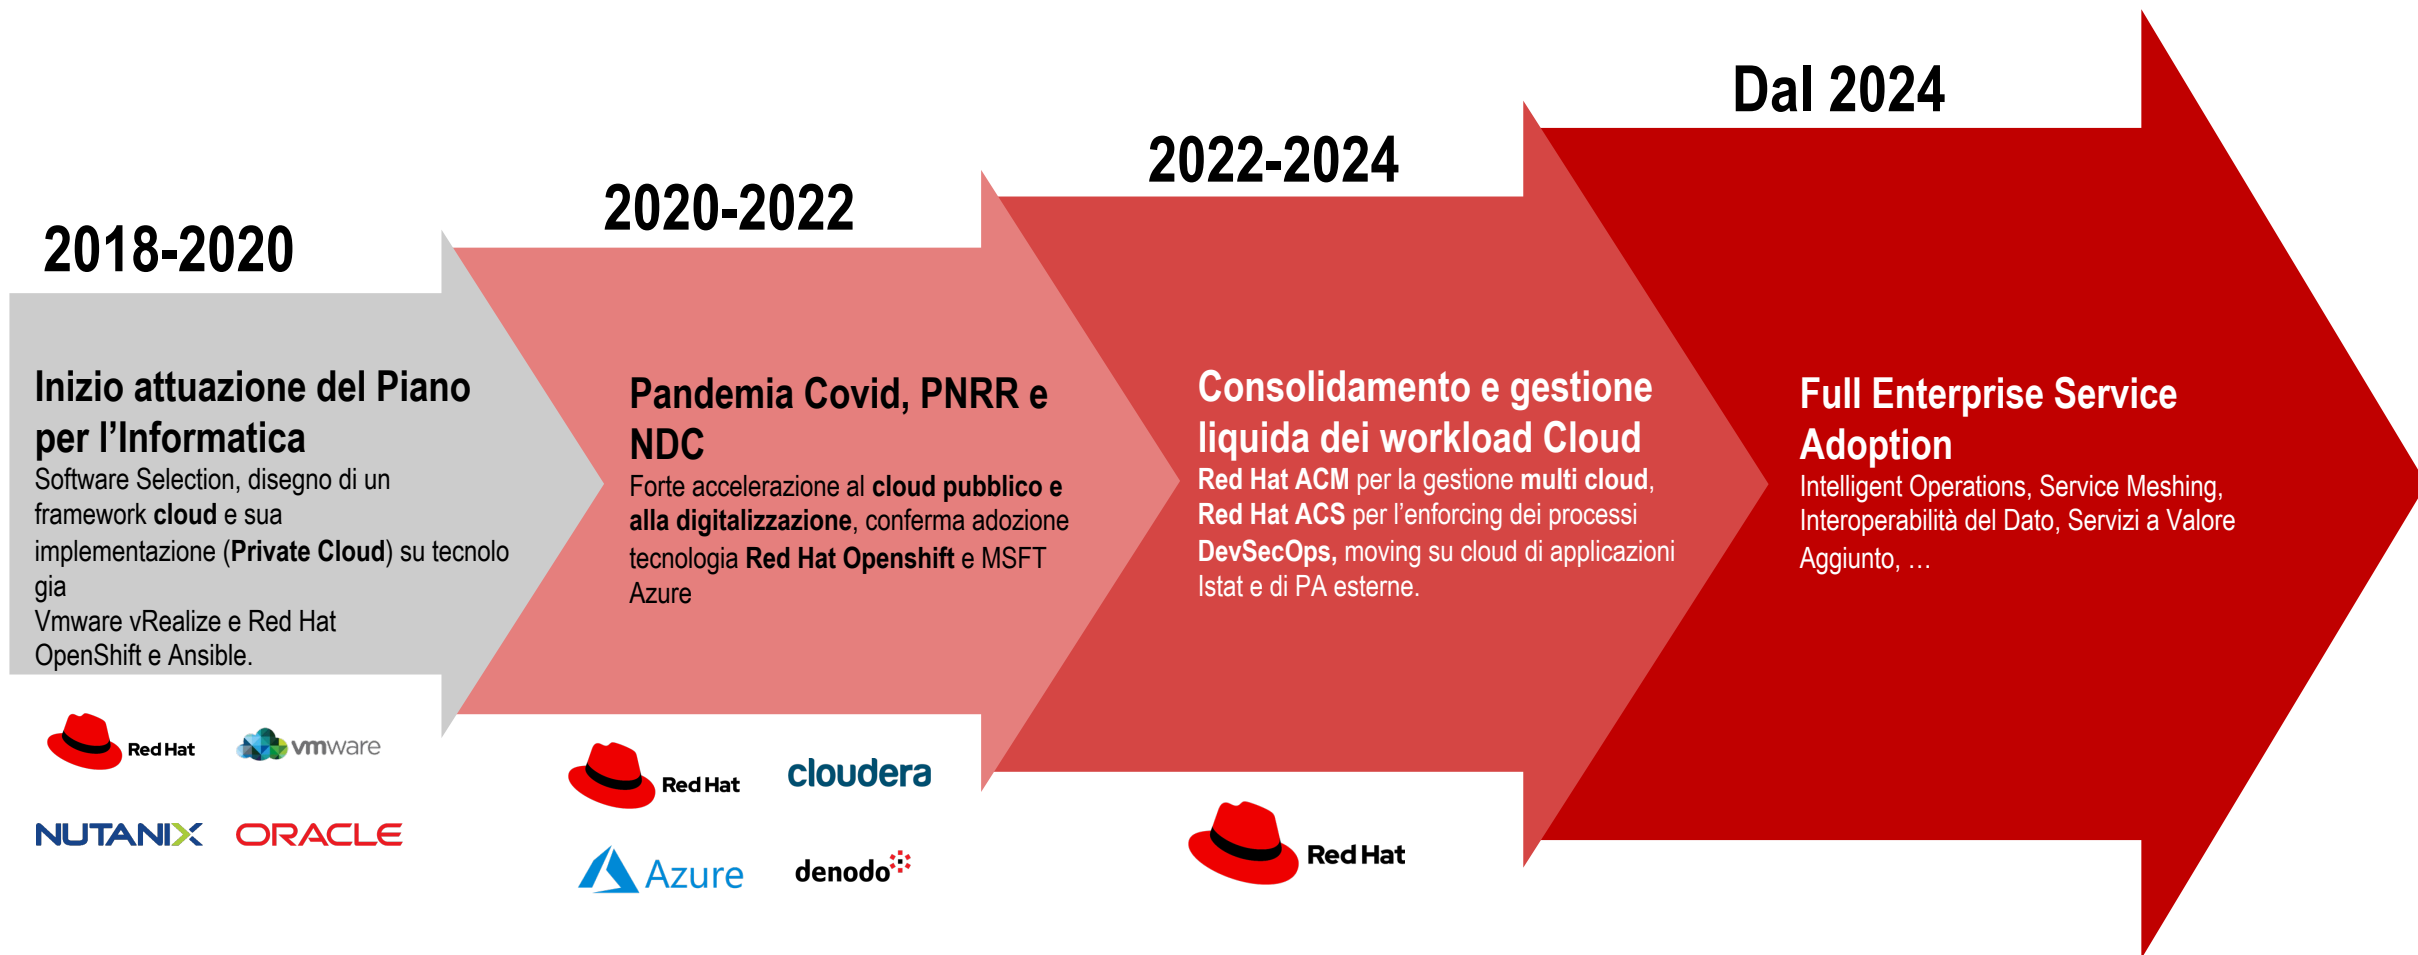 2018-2020
Inizio attuazione del Piano
per l’Informatica
Software Selection, disegno di un
framework cloud e sua
implementazione (Private Cloud) su tecnolo
gia
Vmware vRealize e Red Hat
OpenShift e Ansible.
Red Hat
vmware
NUTANIX
ORACLE
2020-2022
Pandemia Covid, PNRR e
NDC
Forte accelerazione al cloud pubblico e
alla digitalizzazione, conferma adozione
tecnologia Red Hat Openshift e MSFT
Azure
Red Hat
cloudera
Azure
denodo
2022-2024
Consolidamento e gestione
liquida dei workload Cloud
Red Hat ACM per la gestione multi cloud,
Red Hat ACS per l’enforcing dei processi
DevSecOps, moving su cloud di applicazioni
Istat e di PA esterne.
Red Hat
Dal 2024
Full Enterprise Service
Adoption
Intelligent Operations, Service Meshing,
Interoperabilità del Dato, Servizi a Valore
Aggiunto, …